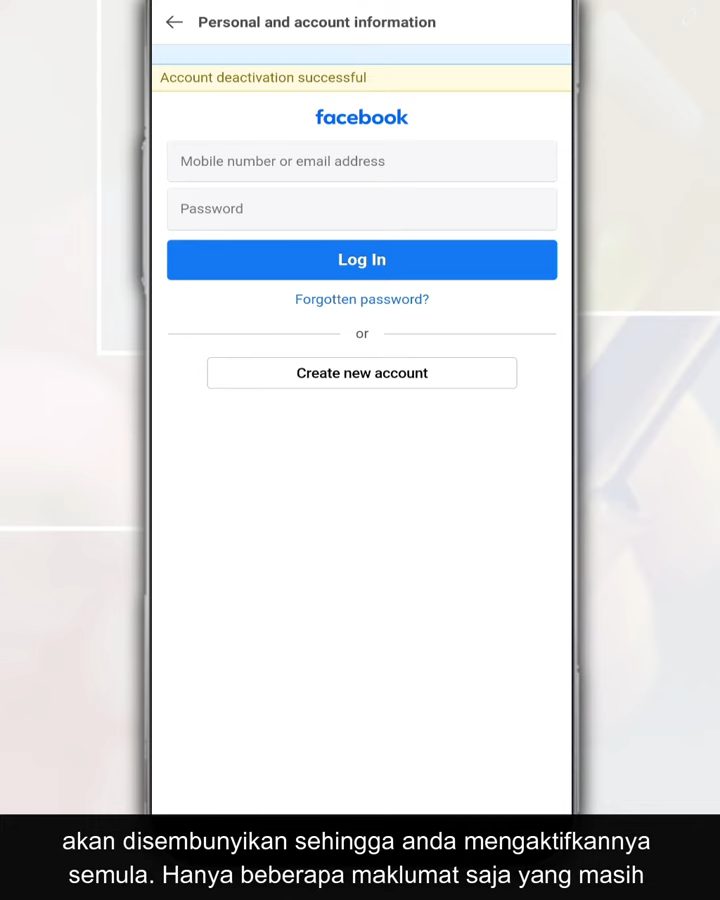 Personal and account information
Account deactivation successful
facebook
Mobile number or email address
Password
Log In
Forgotten password?
or
Create new account
akan disembunyikan sehingga anda mengaktifkannya
semula. Hanya beberapa maklumat saja yang masih